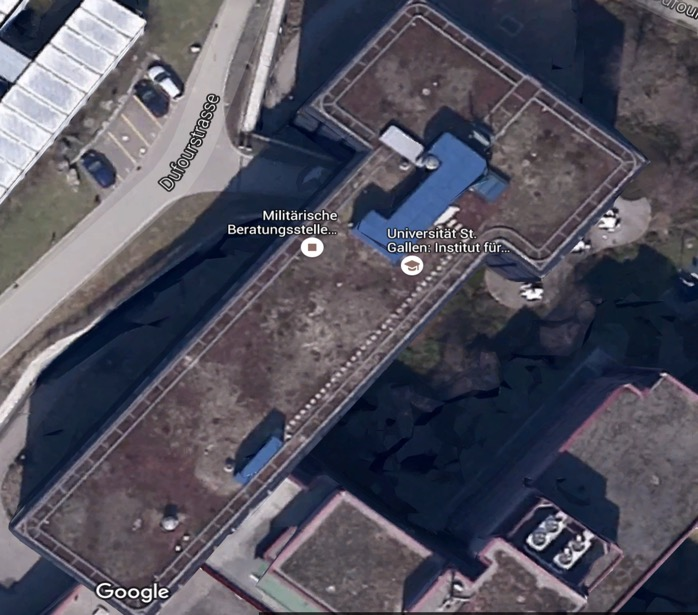 Dufourstrasse
Militärische
Beratungsstelle...
Universität St.
Gallen: Institut für...
Google